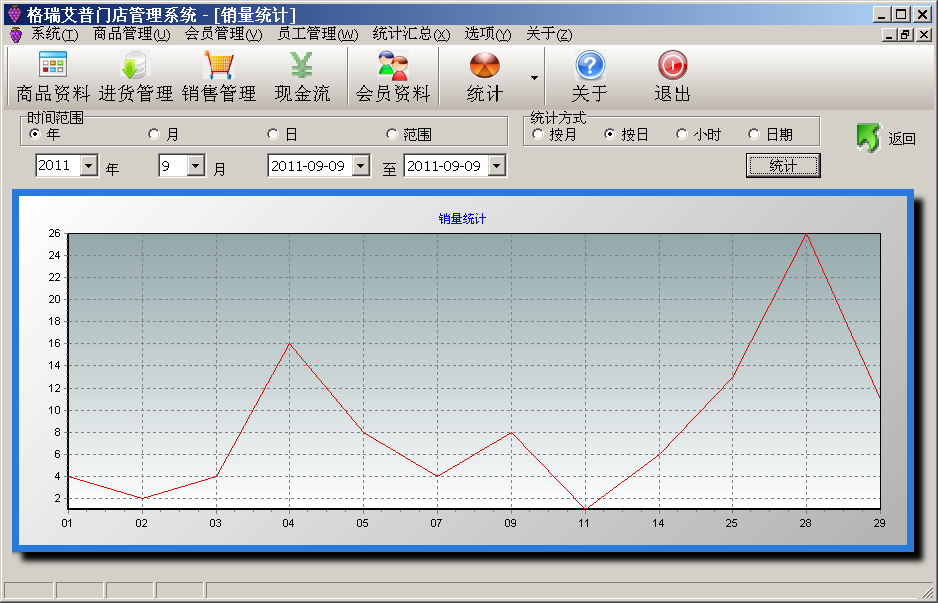 格瑞艾普门店管理系统 - [销量统计]
系统(T) 商品管理(U) 会员管理(V) 员工管理(W) 统计汇总(X) 选项(Y) 关于(Z)
商品资料 进货管理 销售管理 现金流 会员资料 统计 关于 退出
时间范围 统计方式
年 月 日 范围 按月 按日 小时 日期 返回
2011 年 9 月 2011-09-09 至 2011-09-09 统计
销量统计
26
24
22
20
18
16
14
12
10
8
6
4
2
01 02 03 04 05 07 09 11 14 25 28 29